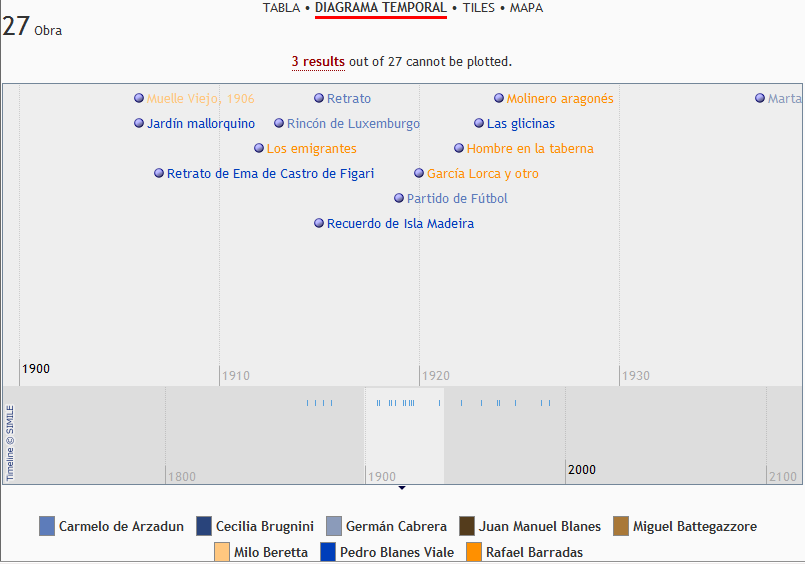 TABLA • DIAGRAMA TEMPORAL • TILES • MAPA
27 Obra
3 results out of 27 cannot be plotted.
Muelle Viejo, 1906 Retrato Molinero aragonés Marta
Jardín mallorquino Rincón de Luxemburgo Las glicinas
Los emigrantes Hombre en la taberna
Retrato de Ema de Castro de Figari García Lorca y otro
Partido de Fútbol
Recuerdo de Isla Madeira
1900 1910 1920 1930
Timeline © SIMILE
1800 1900 2000 2100
Carmelo de Arzadun Cecilia Brugnini Germán Cabrera Juan Manuel Blanes Miguel Battegazzore
Milo Beretta Pedro Blanes Viale Rafael Barradas